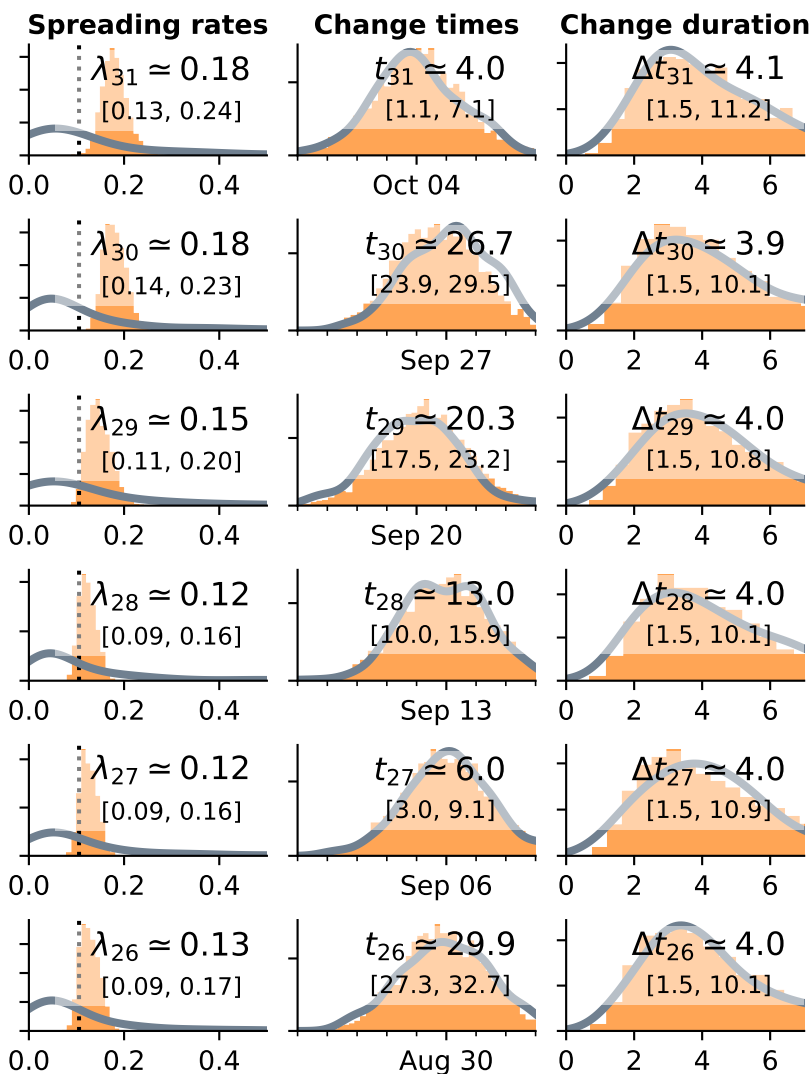 Spreading rates Change times Change duration
λ31 ≃ 0.18 t31 ≃ 4.0 Δt31 ≃ 4.1
[0.13, 0.24] [1.1, 7.1] [1.5, 11.2]
0.0 0.2 0.4 Oct 04 0 2 4 6
λ30 ≃ 0.18 t30 ≃ 26.7 Δt30 ≃ 3.9
[0.14, 0.23] [23.9, 29.5] [1.5, 10.1]
0.0 0.2 0.4 Sep 27 0 2 4 6
λ29 ≃ 0.15 t29 ≃ 20.3 Δt29 ≃ 4.0
[0.11, 0.20] [17.5, 23.2] [1.5, 10.8]
0.0 0.2 0.4 Sep 20 0 2 4 6
λ28 ≃ 0.12 t28 ≃ 13.0 Δt28 ≃ 4.0
[0.09, 0.16] [10.0, 15.9] [1.5, 10.1]
0.0 0.2 0.4 Sep 13 0 2 4 6
λ27 ≃ 0.12 t27 ≃ 6.0 Δt27 ≃ 4.0
[0.09, 0.16] [3.0, 9.1] [1.5, 10.9]
0.0 0.2 0.4 Sep 06 0 2 4 6
λ26 ≃ 0.13 t26 ≃ 29.9 Δt26 ≃ 4.0
[0.09, 0.17] [27.3, 32.7] [1.5, 10.1]
0.0 0.2 0.4 Aug 30 0 2 4 6